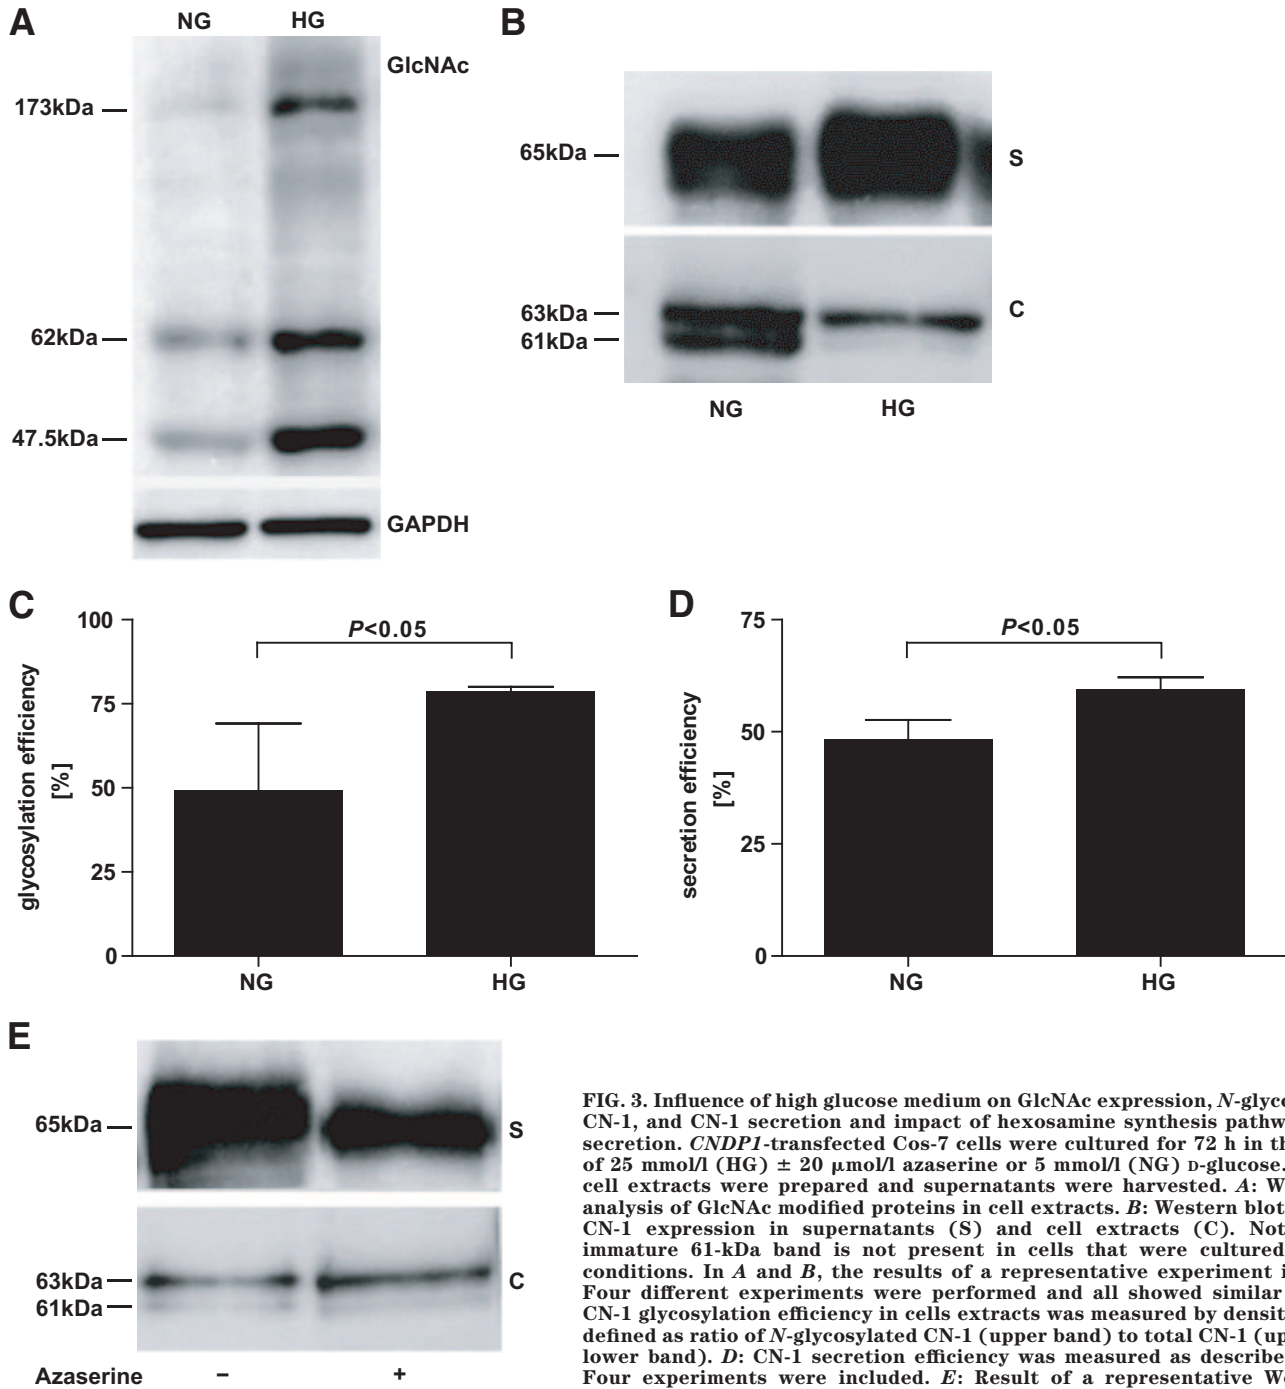 A
NG HG
GlcNAc
173kDa
62kDa
47.5kDa
GAPDH
B
65kDa
S
63kDa
61kDa
C
NG HG
C
100
75
50
25
0
glycosylation efficiency
[%]
P<0.05
NG HG
D
75
50
25
0
secretion efficiency
[%]
P<0.05
NG HG
E
65kDa
S
63kDa
61kDa
C
Azaserine − +
FIG. 3. Influence of high glucose medium on GlcNAc expression, N-glyco
CN-1, and CN-1 secretion and impact of hexosamine synthesis pathw
secretion. CNDP1-transfected Cos-7 cells were cultured for 72 h in th
of 25 mmol/l (HG) ± 20 μmol/l azaserine or 5 mmol/l (NG) D-glucose.
cell extracts were prepared and supernatants were harvested. A: W
analysis of GlcNAc modified proteins in cell extracts. B: Western blot
CN-1 expression in supernatants (S) and cell extracts (C). Not
immature 61-kDa band is not present in cells that were cultured
conditions. In A and B, the results of a representative experiment i
Four different experiments were performed and all showed similar
CN-1 glycosylation efficiency in cells extracts was measured by densit
defined as ratio of N-glycosylated CN-1 (upper band) to total CN-1 (up
lower band). D: CN-1 secretion efficiency was measured as describe
Four experiments were included. E: Result of a representative We